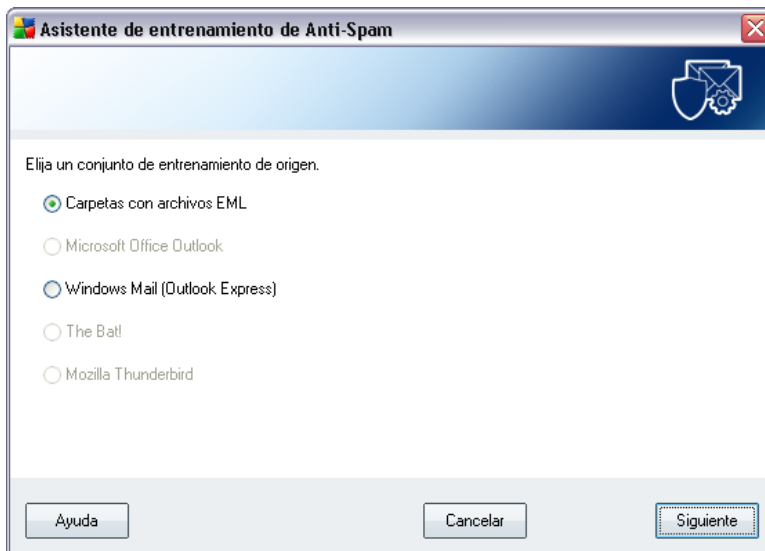 Asistente de entrenamiento de Anti-Spam
Elija un conjunto de entrenamiento de origen.
Carpetas con archivos EML
Microsoft Office Outlook
Windows Mail (Outlook Express)
The Bat!
Mozilla Thunderbird
Ayuda
Cancelar
Siguiente